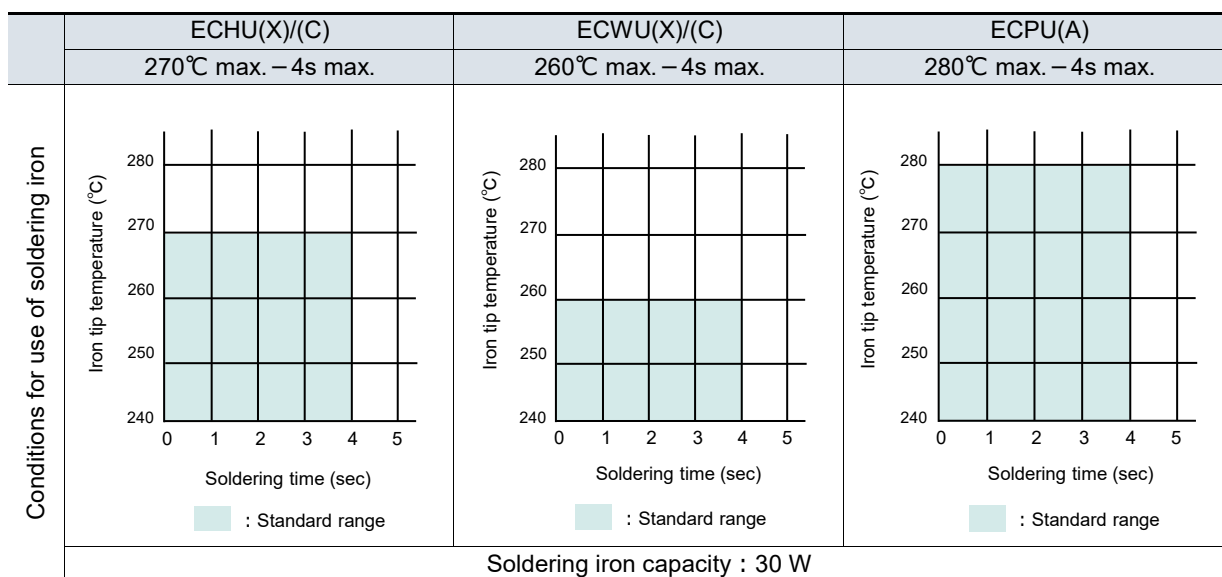 ECHU(X)/(C)
ECWU(X)/(C)
ECPU(A)
270℃ max.－4s max.
260℃ max.－4s max.
280℃ max.－4s max.
Conditions for use of soldering iron
Iron tip temperature (℃)
280
270
260
250
240
0 1 2 3 4 5
Soldering time (sec)
: Standard range
Iron tip temperature (℃)
280
270
260
250
240
0 1 2 3 4 5
Soldering time (sec)
: Standard range
Iron tip temperature (℃)
280
270
260
250
240
0 1 2 3 4 5
Soldering time (sec)
: Standard range
Soldering iron capacity : 30 W